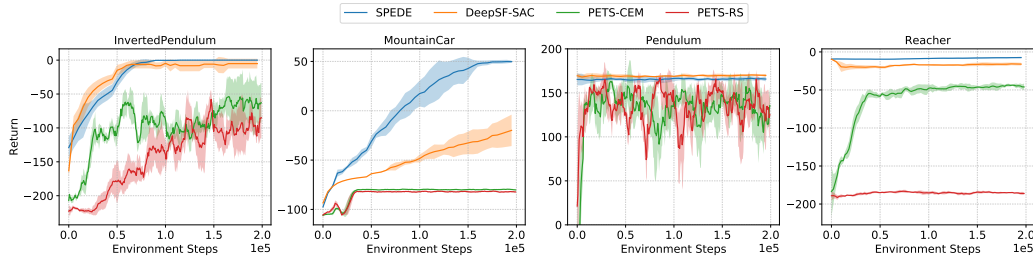 SPEDE DeepSF-SAC PETS-CEM PETS-RS
InvertedPendulum MountainCar Pendulum Reacher
Return
0
−50
−100
−150
−200
0.0 0.5 1.0 1.5 2.0
1e5
Environment Steps
50
0
−50
−100
0.0 0.5 1.0 1.5 2.0
1e5
Environment Steps
200
150
100
50
0
0.0 0.5 1.0 1.5 2.0
1e5
Environment Steps
0
−50
−100
−150
−200
0.0 0.5 1.0 1.5 2.0
1e5
Environment Steps